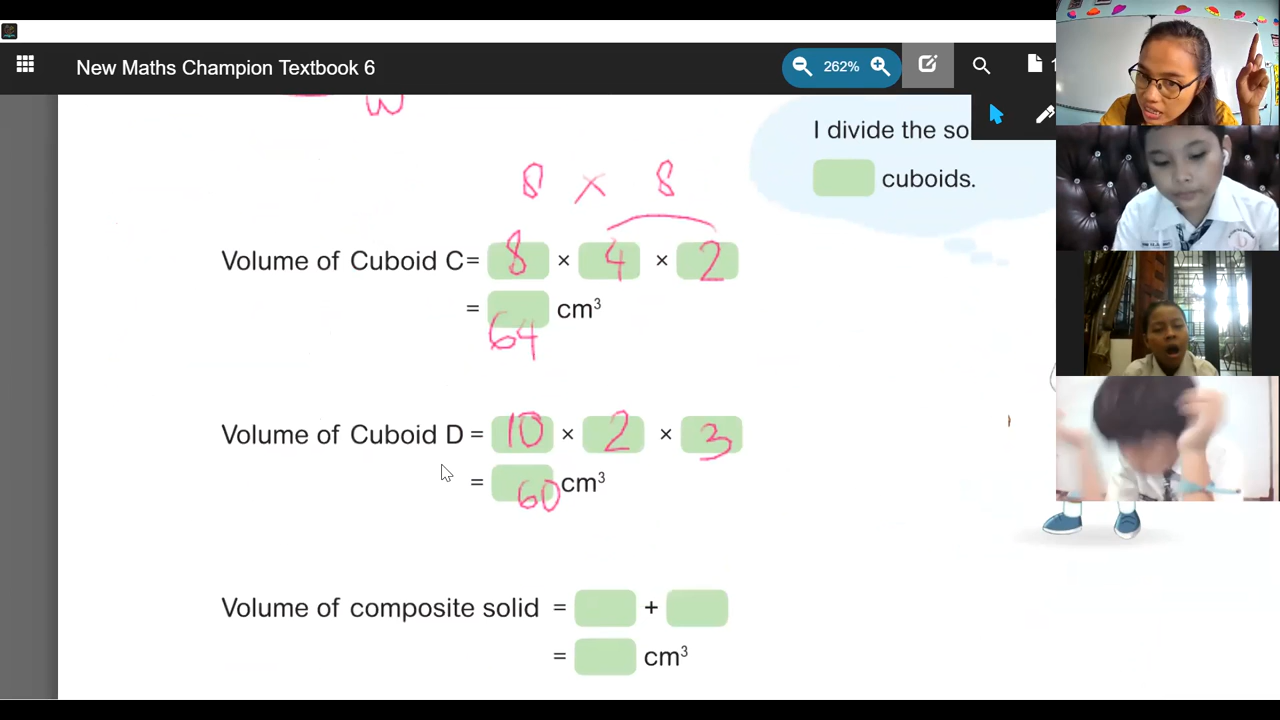 New Maths Champion Textbook 6
262%
W
I divide the so
cuboids.
8 × 8
Volume of Cuboid C= 8 × 4 × 2
= 64 cm³
Volume of Cuboid D = 10 × 2 × 3
= 60 cm³
Volume of composite solid = +
= cm³